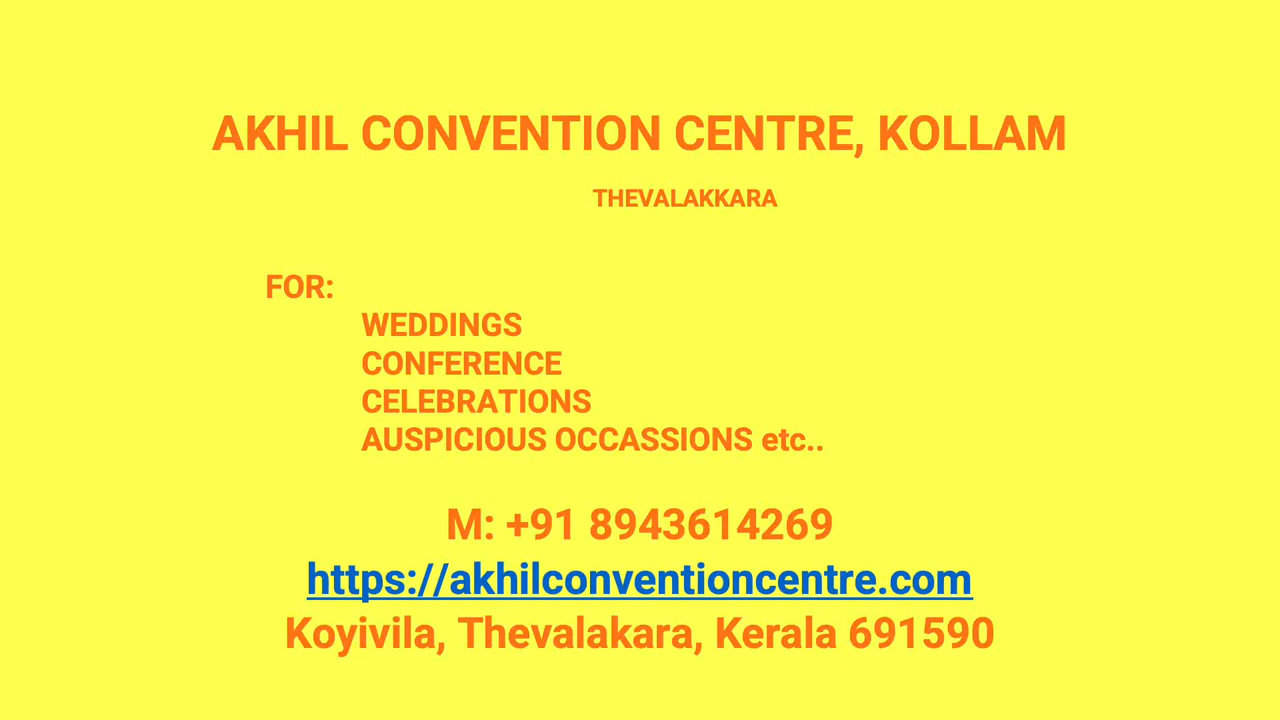 AKHIL CONVENTION CENTRE, KOLLAM
THEVALAKKARA
FOR:
WEDDINGS
CONFERENCE
CELEBRATIONS
AUSPICIOUS OCCASSIONS etc..
M: +91 8943614269
https://akhilconventioncentre.com
Koyivila, Thevalakara, Kerala 691590